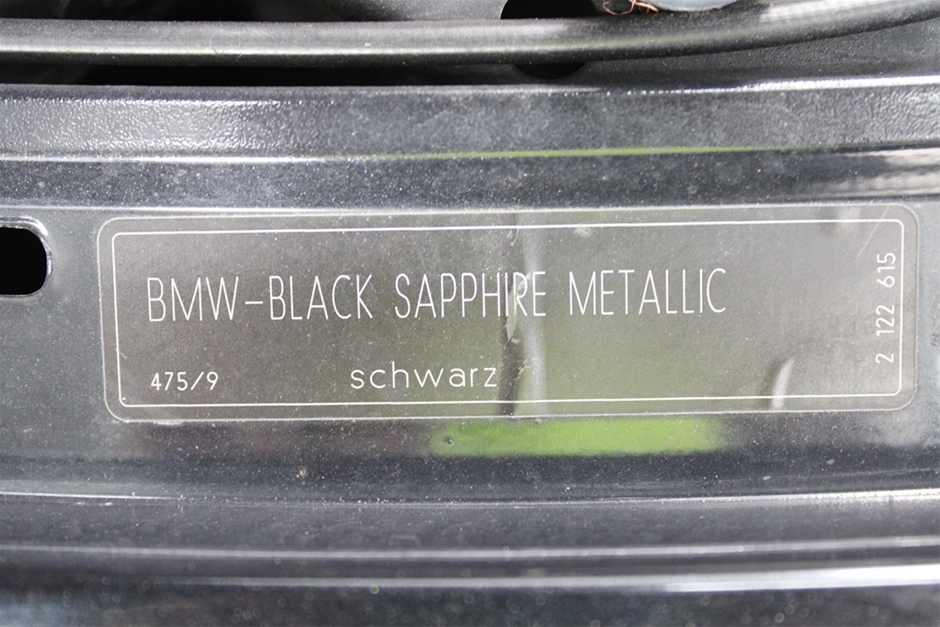 BMW-BLACK SAPPHIRE METALLIC
475/9 schwarz
2 122 615